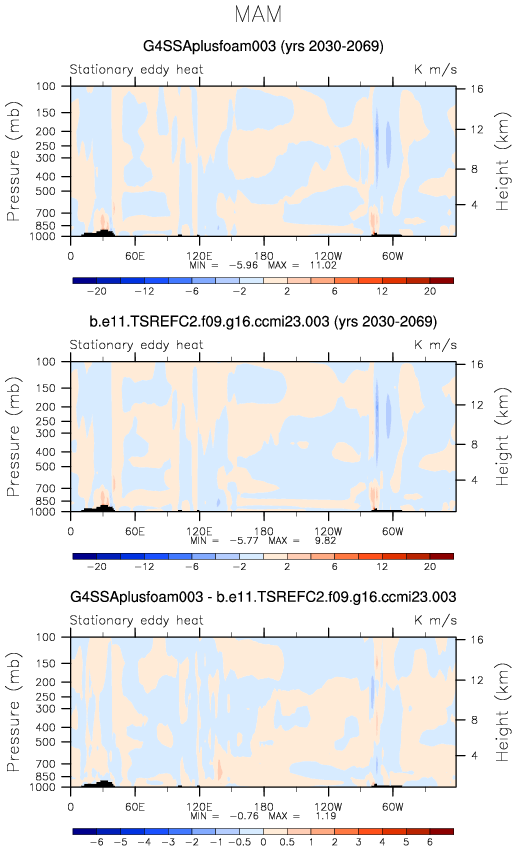 MAM
G4SSAplusfoam003 (yrs 2030-2069)
Stationary eddy heat K m/s
Pressure (mb)
Height (km)
100 200 250 300 400 500 700 850 1000
16 12 8 4
0 60E 120E 180 120W 60W
MIN = -5.96 MAX = 11.02
-20 -12 -6 -2 2 6 12 20
b.e11.TSREFC2.f09.g16.ccmi23.003 (yrs 2030-2069)
Stationary eddy heat K m/s
Pressure (mb)
Height (km)
100 200 250 300 400 500 700 850 1000
16 12 8 4
0 60E 120E 180 120W 60W
MIN = -5.77 MAX = 9.82
-20 -12 -6 -2 2 6 12 20
G4SSAplusfoam003 - b.e11.TSREFC2.f09.g16.ccmi23.003
Stationary eddy heat K m/s
Pressure (mb)
Height (km)
100 200 250 300 400 500 700 850 1000
16 12 8 4
0 60E 120E 180 120W 60W
MIN = -0.76 MAX = 1.19
-6 -5 -4 -3 -2 -1 -0.5 0 0.5 1 2 3 4 5 6